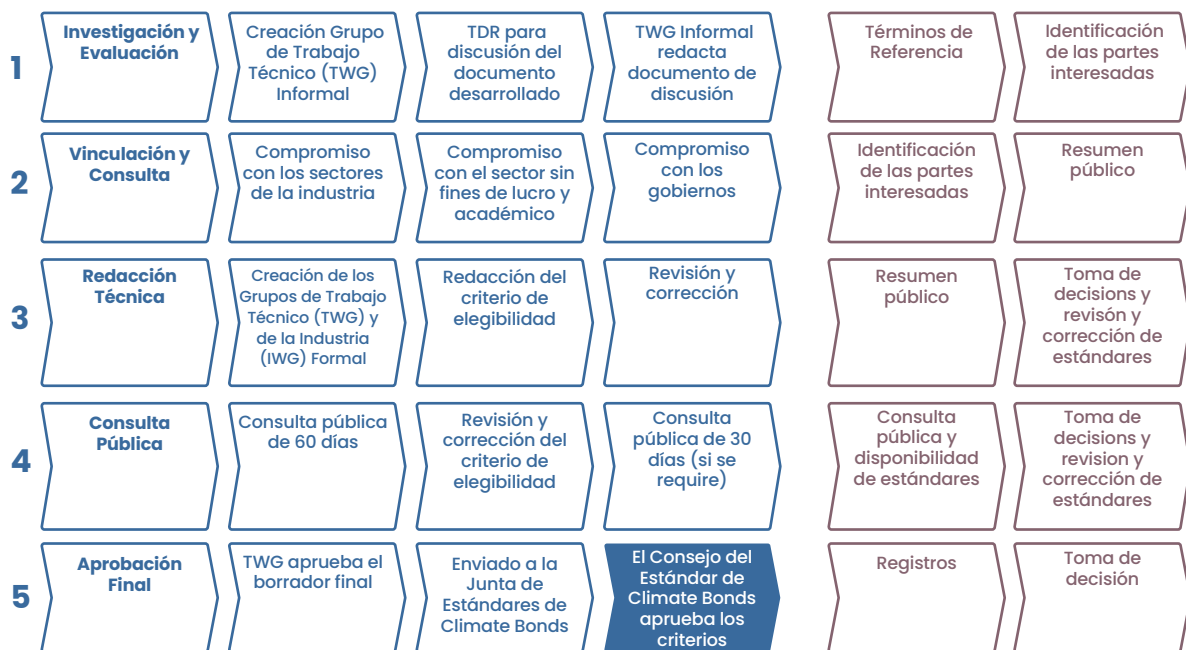 1
Investigación y
Evaluación
Creación Grupo
de Trabajo
Técnico (TWG)
Informal
TDR para
discusión del
documento
desarrollado
TWG Informal
redacta
documento de
discusión
Términos de
Referencia
Identificación
de las partes
interesadas
2
Vinculación y
Consulta
Compromiso
con los sectores
de la industria
Compromiso
con el sector sin
fines de lucro y
académico
Compromiso
con los
gobiernos
Identificación
de las partes
interesadas
Resumen
público
3
Redacción
Técnica
Creación de los
Grupos de Trabajo
Técnico (TWG) y
de la Industria
(IWG) Formal
Redacción del
criterio de
elegibilidad
Revisión y
corrección
Resumen
público
Toma de
decisions y
revisón y
corrección de
estándares
4
Consulta
Pública
Consulta pública
de 60 días
Revisión y
corrección del
criterio de
elegibilidad
Consulta
pública de 30
días (si se
require)
Consulta
pública y
disponibilidad
de estándares
Toma de
decisions y
revision y
corrección de
estándares
5
Aprobación
Final
TWG aprueba el
borrador final
Enviado a la
Junta de
Estándares de
Climate Bonds
El Consejo del
Estándar de
Climate Bonds
aprueba los
criterios
Registros
Toma de
decisión